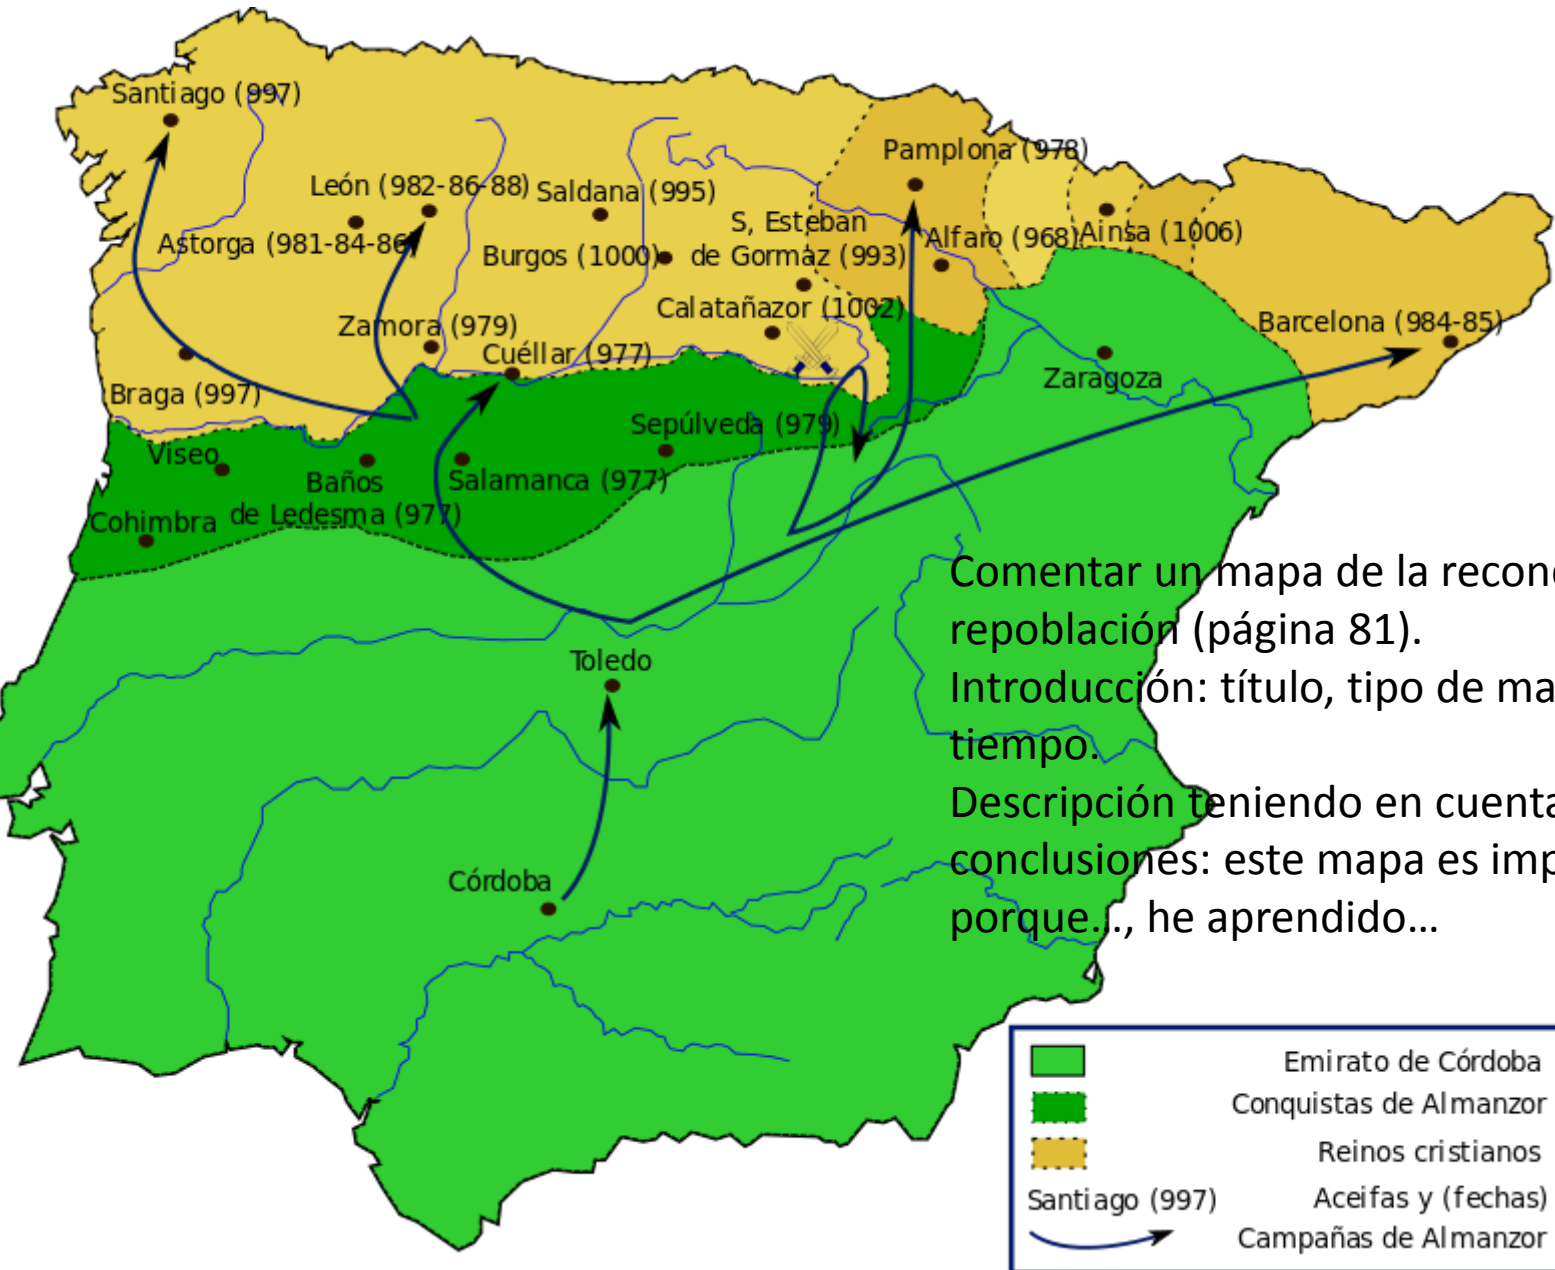 Santiago (997)
Pamplona (978)
León (982-86-88)
Saldana (995)
S, Esteban
de Gormaz (993)
Astorga (981-84-86)
Burgos (1000)
Alfaro (968)
Ainsa (1006)
Calatañazor (1002)
Zamora (979)
Cuéllar (977)
Barcelona (984-85)
Zaragoza
Braga (997)
Sepúlveda (979)
Viseo
Baños
de Ledesma (977)
Salamanca (977)
Cohimbra
Toledo
Córdoba
Comentar un mapa de la
repoblación (página 81).
Introducción: título, tipo de
tiempo.
Descripción teniendo en
conclusiones: este mapa es
porque…, he aprendido…
Emirato de Córdoba
Conquistas de Almanzor
Reinos cristianos
Santiago (997) Aceifas y (fechas)
Campañas de Almanzor